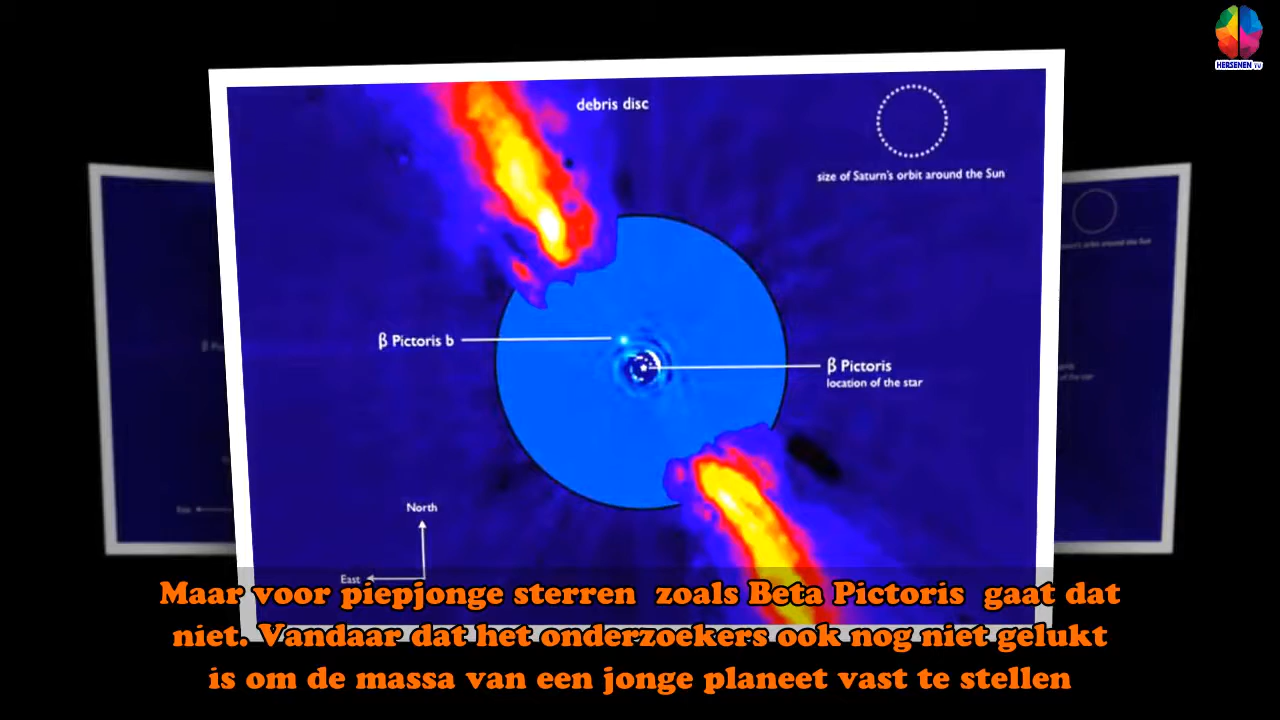 HERSENEN TV
debris disc
size of Saturn's orbit around the Sun
β Pictoris b
β Pictoris
location of the star
North
East
Maar voor piepjonge sterren zoals Beta Pictoris gaat dat
niet. Vandaar dat het onderzoekers ook nog niet gelukt
is om de massa van een jonge planeet vast te stellen